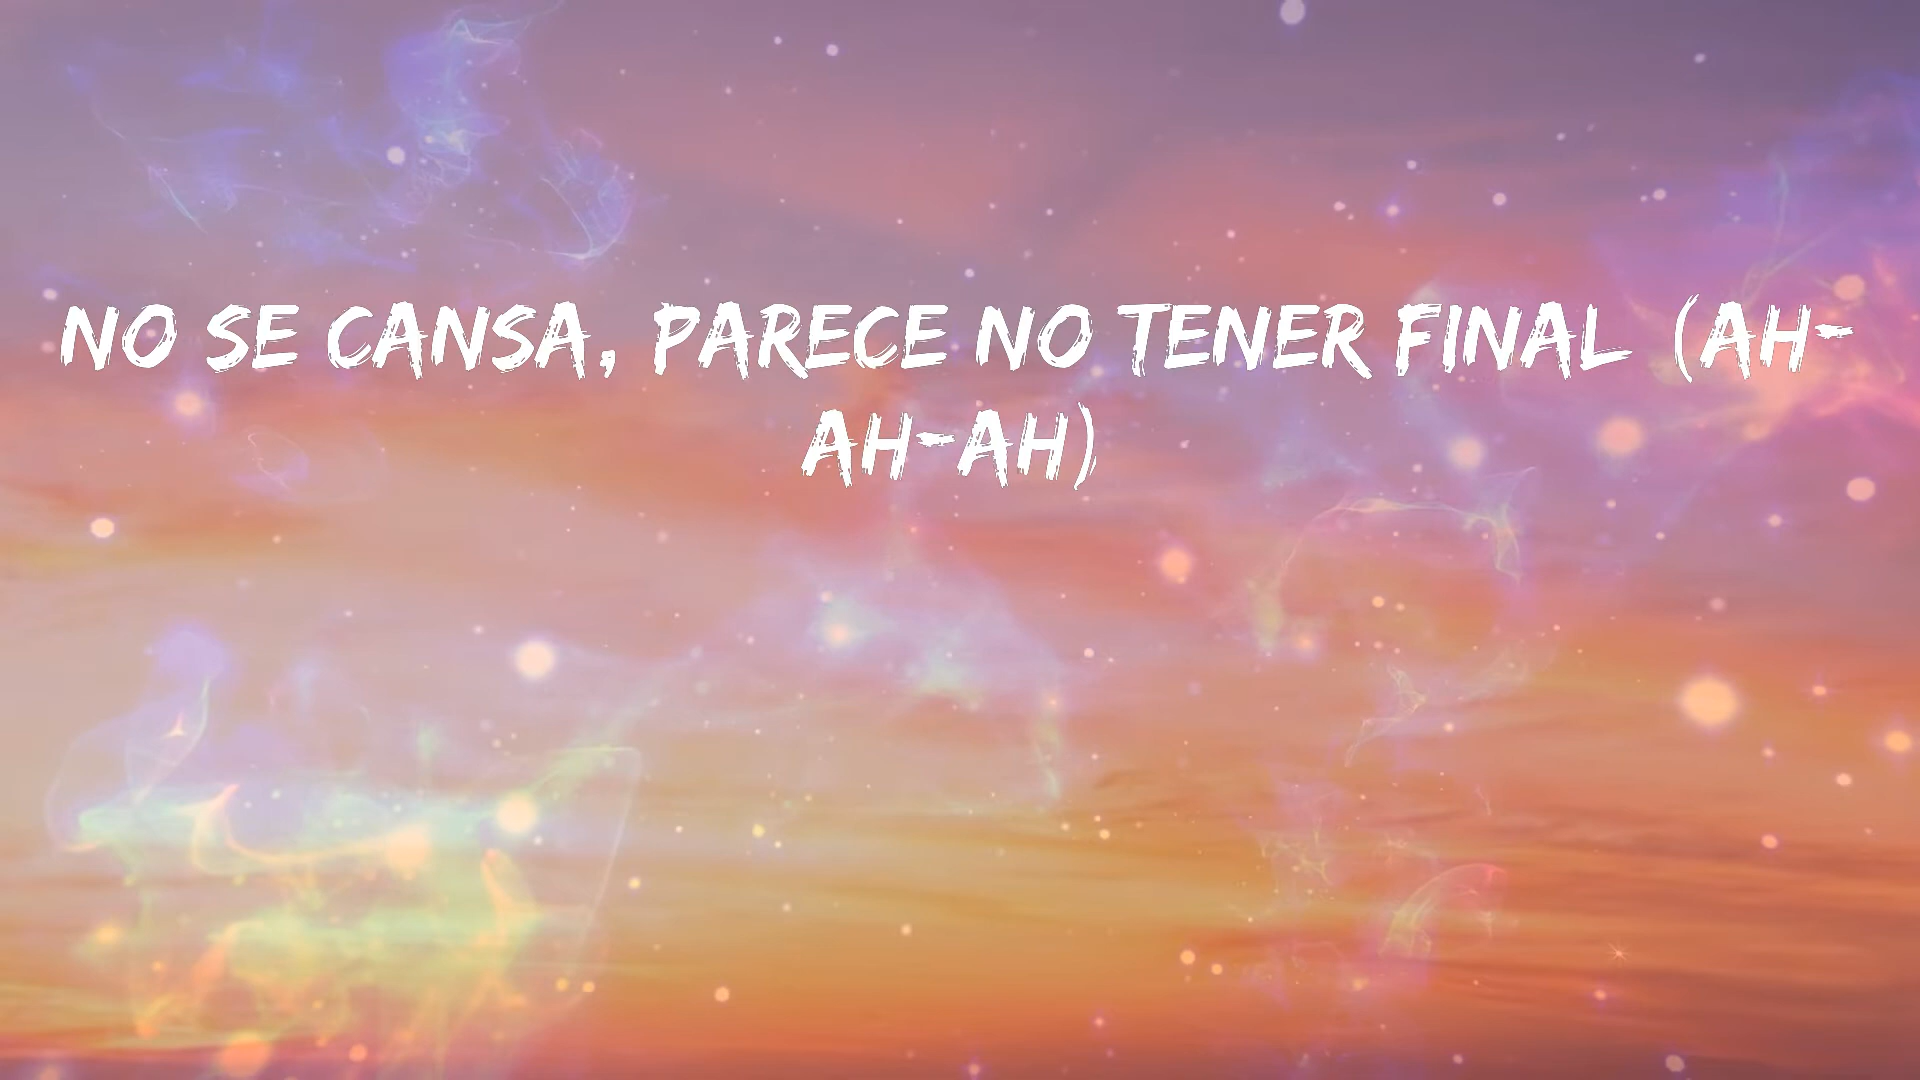 NO SE CANSA, PARECE NO TENER FINAL (AH-
AH-AH)